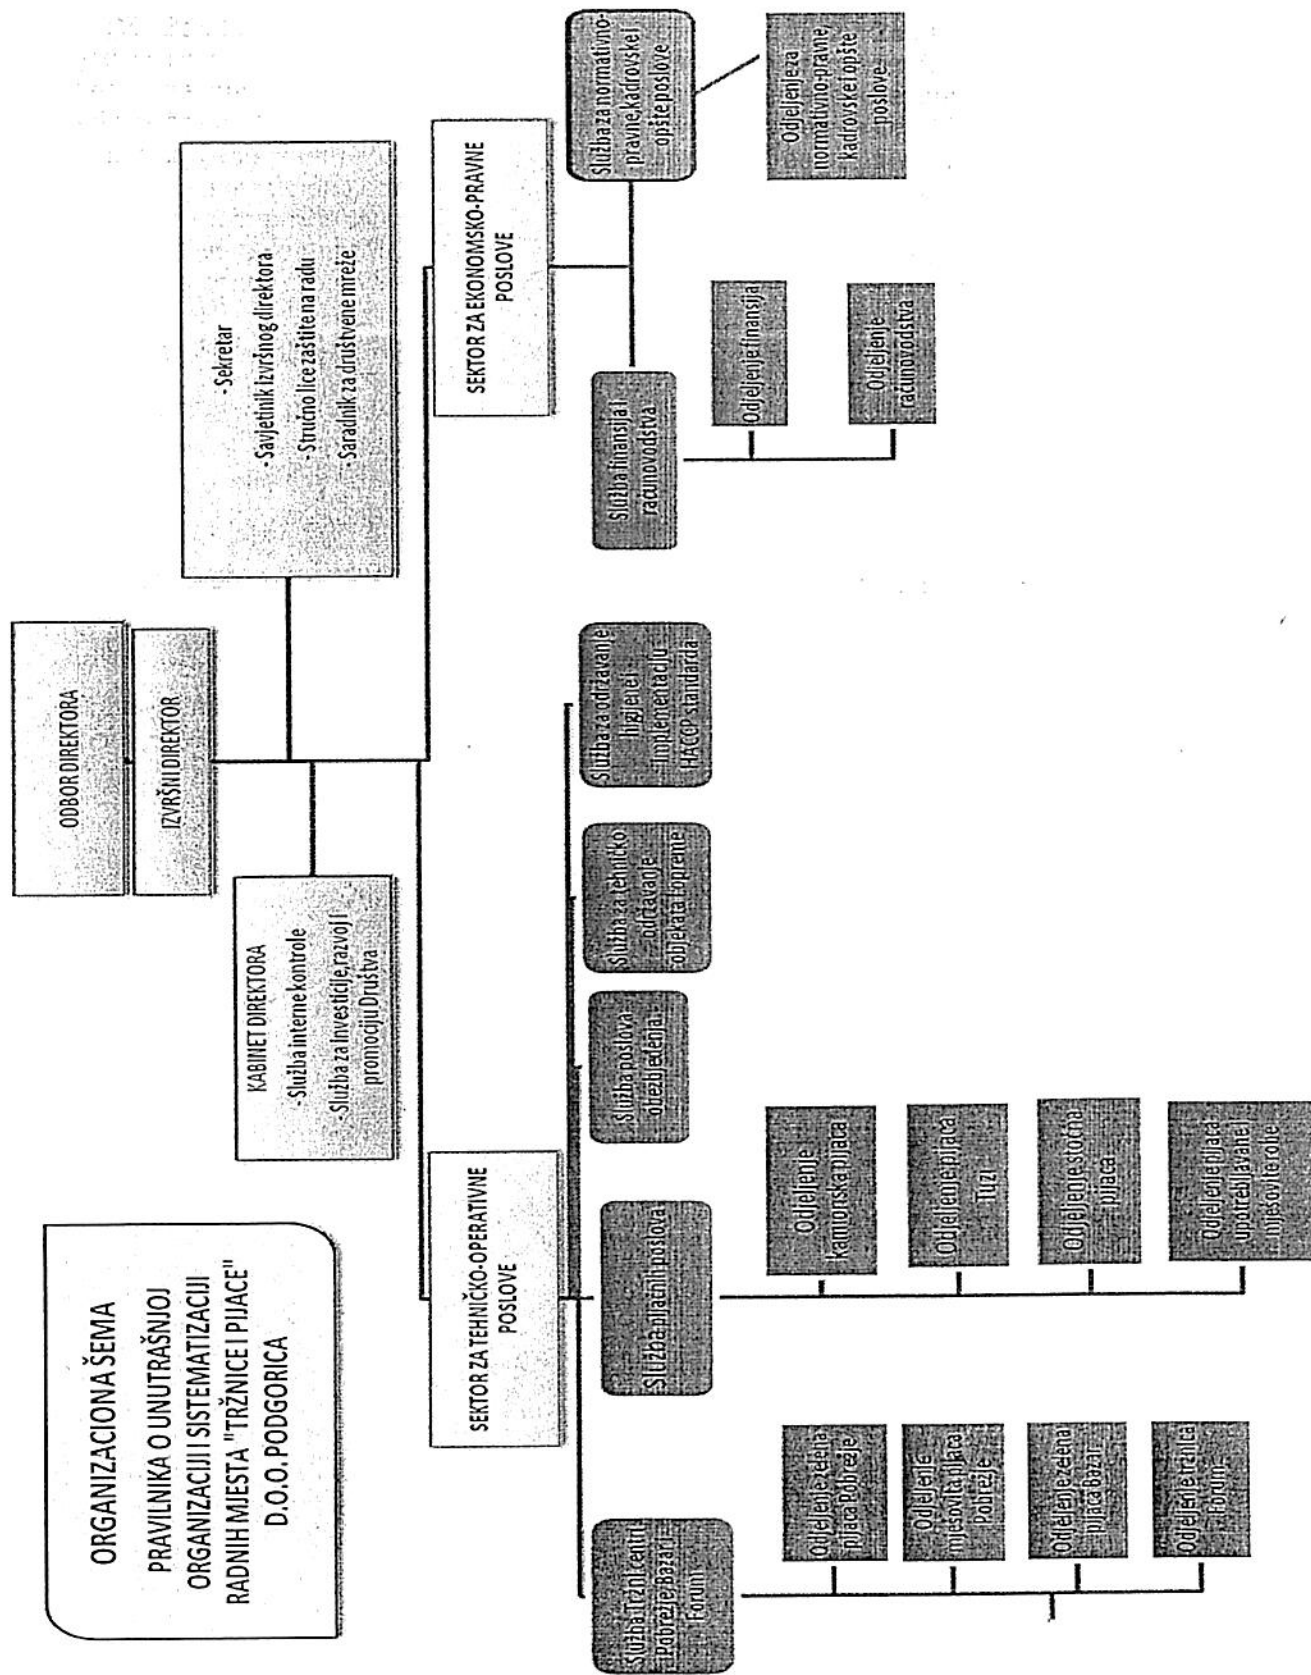 ORGANIZACIONA ŠEMA
PRAVILNIKA O UNUTRAŠNJOJ
ORGANIZACIJI I SISTEMATIZACIJI
RADNIH MJESTA "TRŽNICE I PIJACE"
D.O.O. PODGORICA
ODBOR DIREKTORA
IZVRŠNI DIREKTOR
KABINET DIREKTORA
- Služba interne kontrole
- Služba za Investicije, razvoj i
promociju Društva
- Sekretar
- Savjetnik Izvršnog direktora
- Stručno lice zaštite na radu
- Saradnik za društvene mreže
SEKTOR ZA TEHNIČKO-OPERATIVNE
POSLOVE
SEKTOR ZA EKONOMSKO-PRAVNE
POSLOVE
Služba Tržni centri
Pobrežje, Bazar i
Forum
Služba pijačnih poslova
Služba poslova
obezbjeđenja
Služba za tehničko
održavanje
objekata i opreme
Služba za održavanje
higijene i
implementaciju
HACCP standarda
Služba finansija i
računovodstva
Služba za normativno-
pravne, kadrovske i
opšte poslove
Odjeljenje zelena
pijaca Pobrežje
Odjeljenje
mješovita pijaca
Pobrežje
Odjeljenje zelena
pijaca Bazar
Odjeljenje tržnica
Forum
Odjeljenje
Kamionska pijaca
Odjeljenje pijaca
Tuzi
Odjeljenje stočna
pijaca
Odjeljenje pijaca
upotrebljavane i
mješovite robe
Odjeljenje finansija
Odjeljenje
računovodstva
Odjeljenje za
normativno-pravne,
kadrovske i opšte
poslove